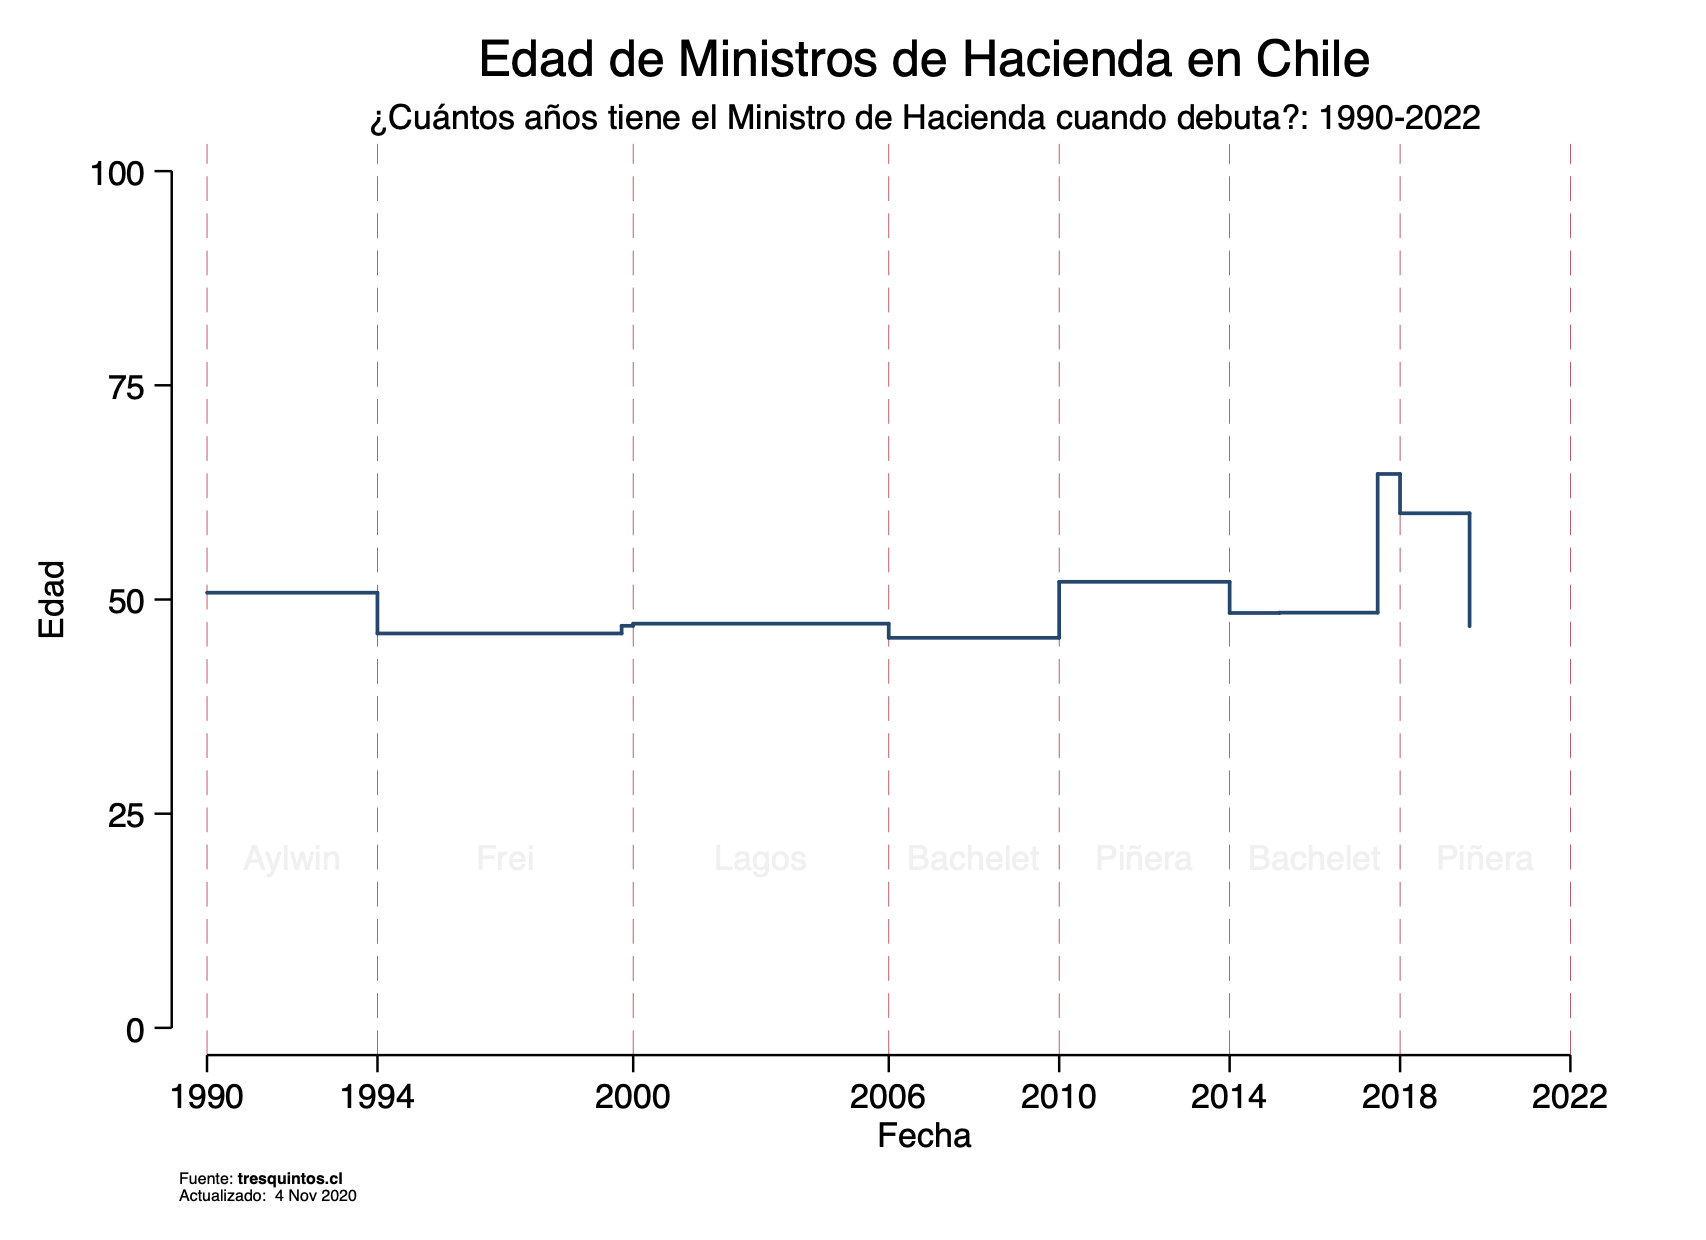 Edad de Ministros de Hacienda en Chile
¿Cuántos años tiene el Ministro de Hacienda cuando debuta?: 1990-2022
100
75
50
25
0
Edad
Aylwin Frei Lagos Bachelet Piñera Bachelet Piñera
1990 1994 2000 2006 2010 2014 2018 2022
Fecha
Fuente: tresquintos.cl
Actualizado: 4 Nov 2020